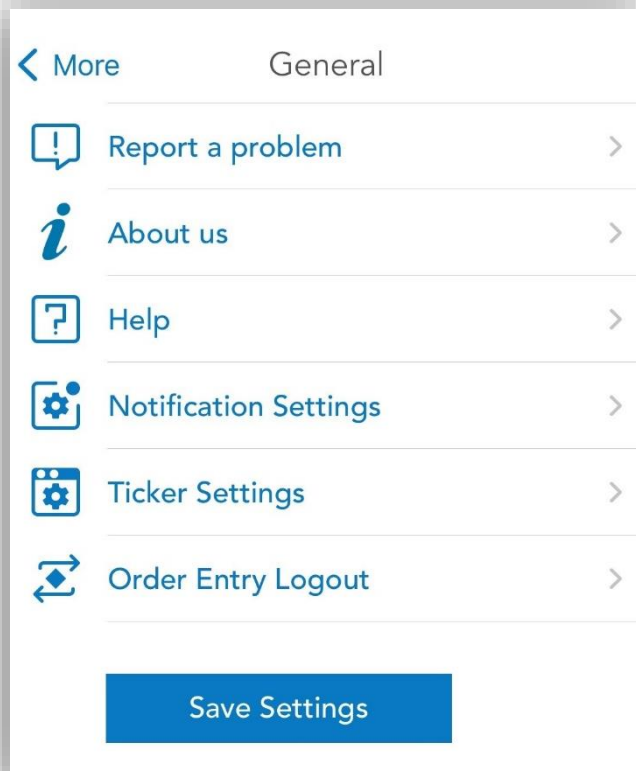 More
General
Report a problem
About us
Help
Notification Settings
Ticker Settings
Order Entry Logout
Save Settings